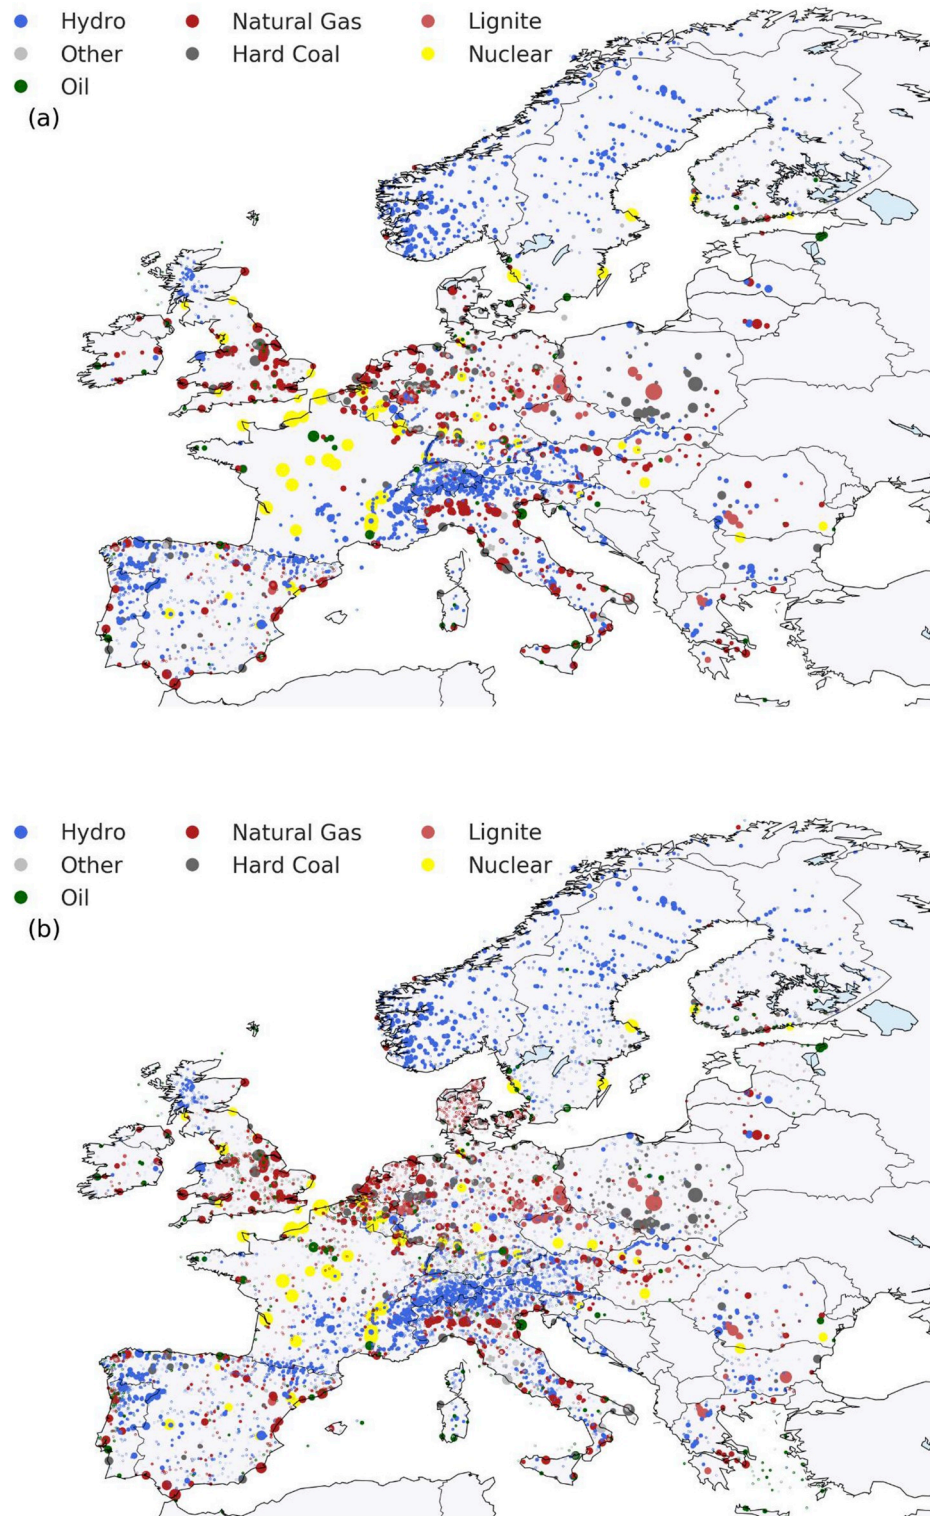 Hydro Natural Gas Lignite
Other Hard Coal Nuclear
Oil
(a)
Hydro Natural Gas Lignite
Other Hard Coal Nuclear
Oil
(b)